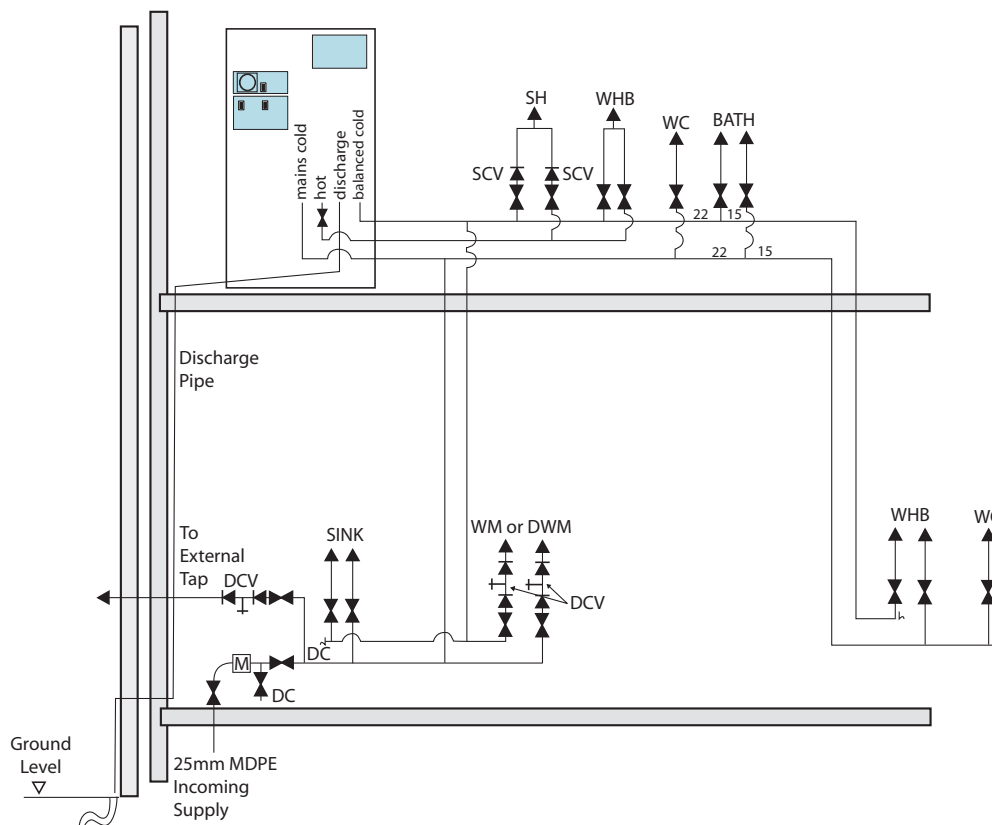 SH
WHB
WC
BATH
mains cold
hot
discharge
balanced cold
SCV
SCV
22
15
22
15
Discharge
Pipe
To
External
Tap
DCV
SINK
WM or DWM
DCV
WHB
DC
M
DC
Ground
Level
25mm MDPE
Incoming
Supply